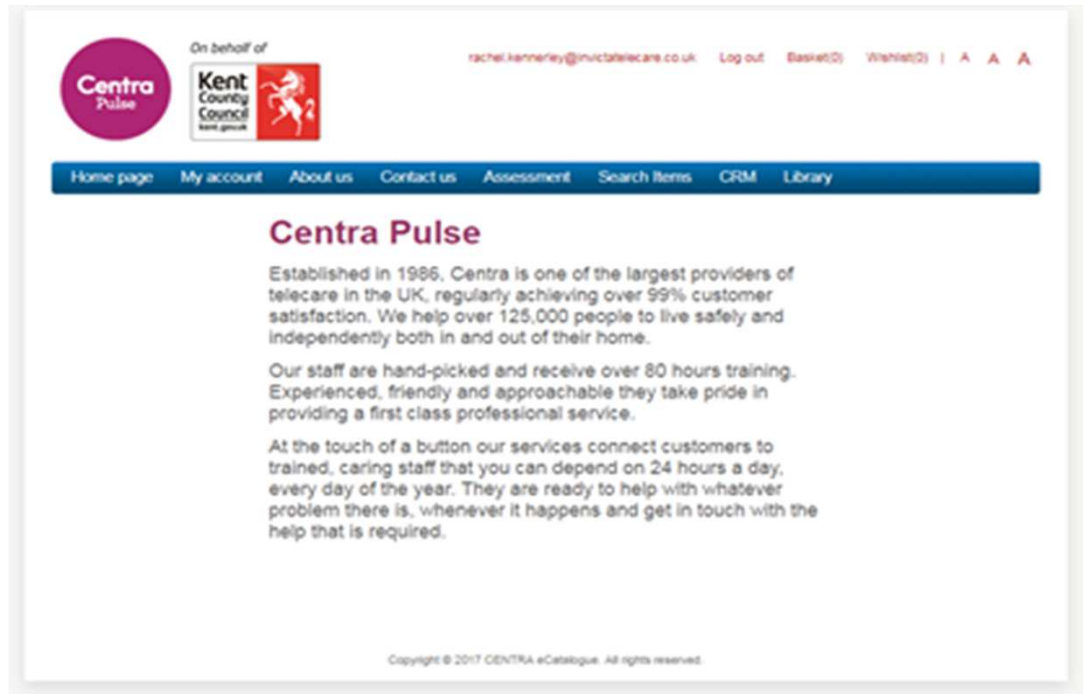 On behalf of
Centra
Pulse
Kent
County
Council
kent.gov.uk
rachel.kennerley@invictatelecare.co.uk Log out Basket(0) Wishlist(0) | A A A
Home page My account About us Contact us Assessment Search Items CRM Library
Centra Pulse
Established in 1986, Centra is one of the largest providers of
telecare in the UK, regularly achieving over 99% customer
satisfaction. We help over 125,000 people to live safely and
independently both in and out of their home.
Our staff are hand-picked and receive over 80 hours training.
Experienced, friendly and approachable they take pride in
providing a first class professional service.
At the touch of a button our services connect customers to
trained, caring staff that you can depend on 24 hours a day,
every day of the year. They are ready to help with whatever
problem there is, whenever it happens and get in touch with the
help that is required.
Copyright © 2017 CENTRA eCatalogue. All rights reserved.